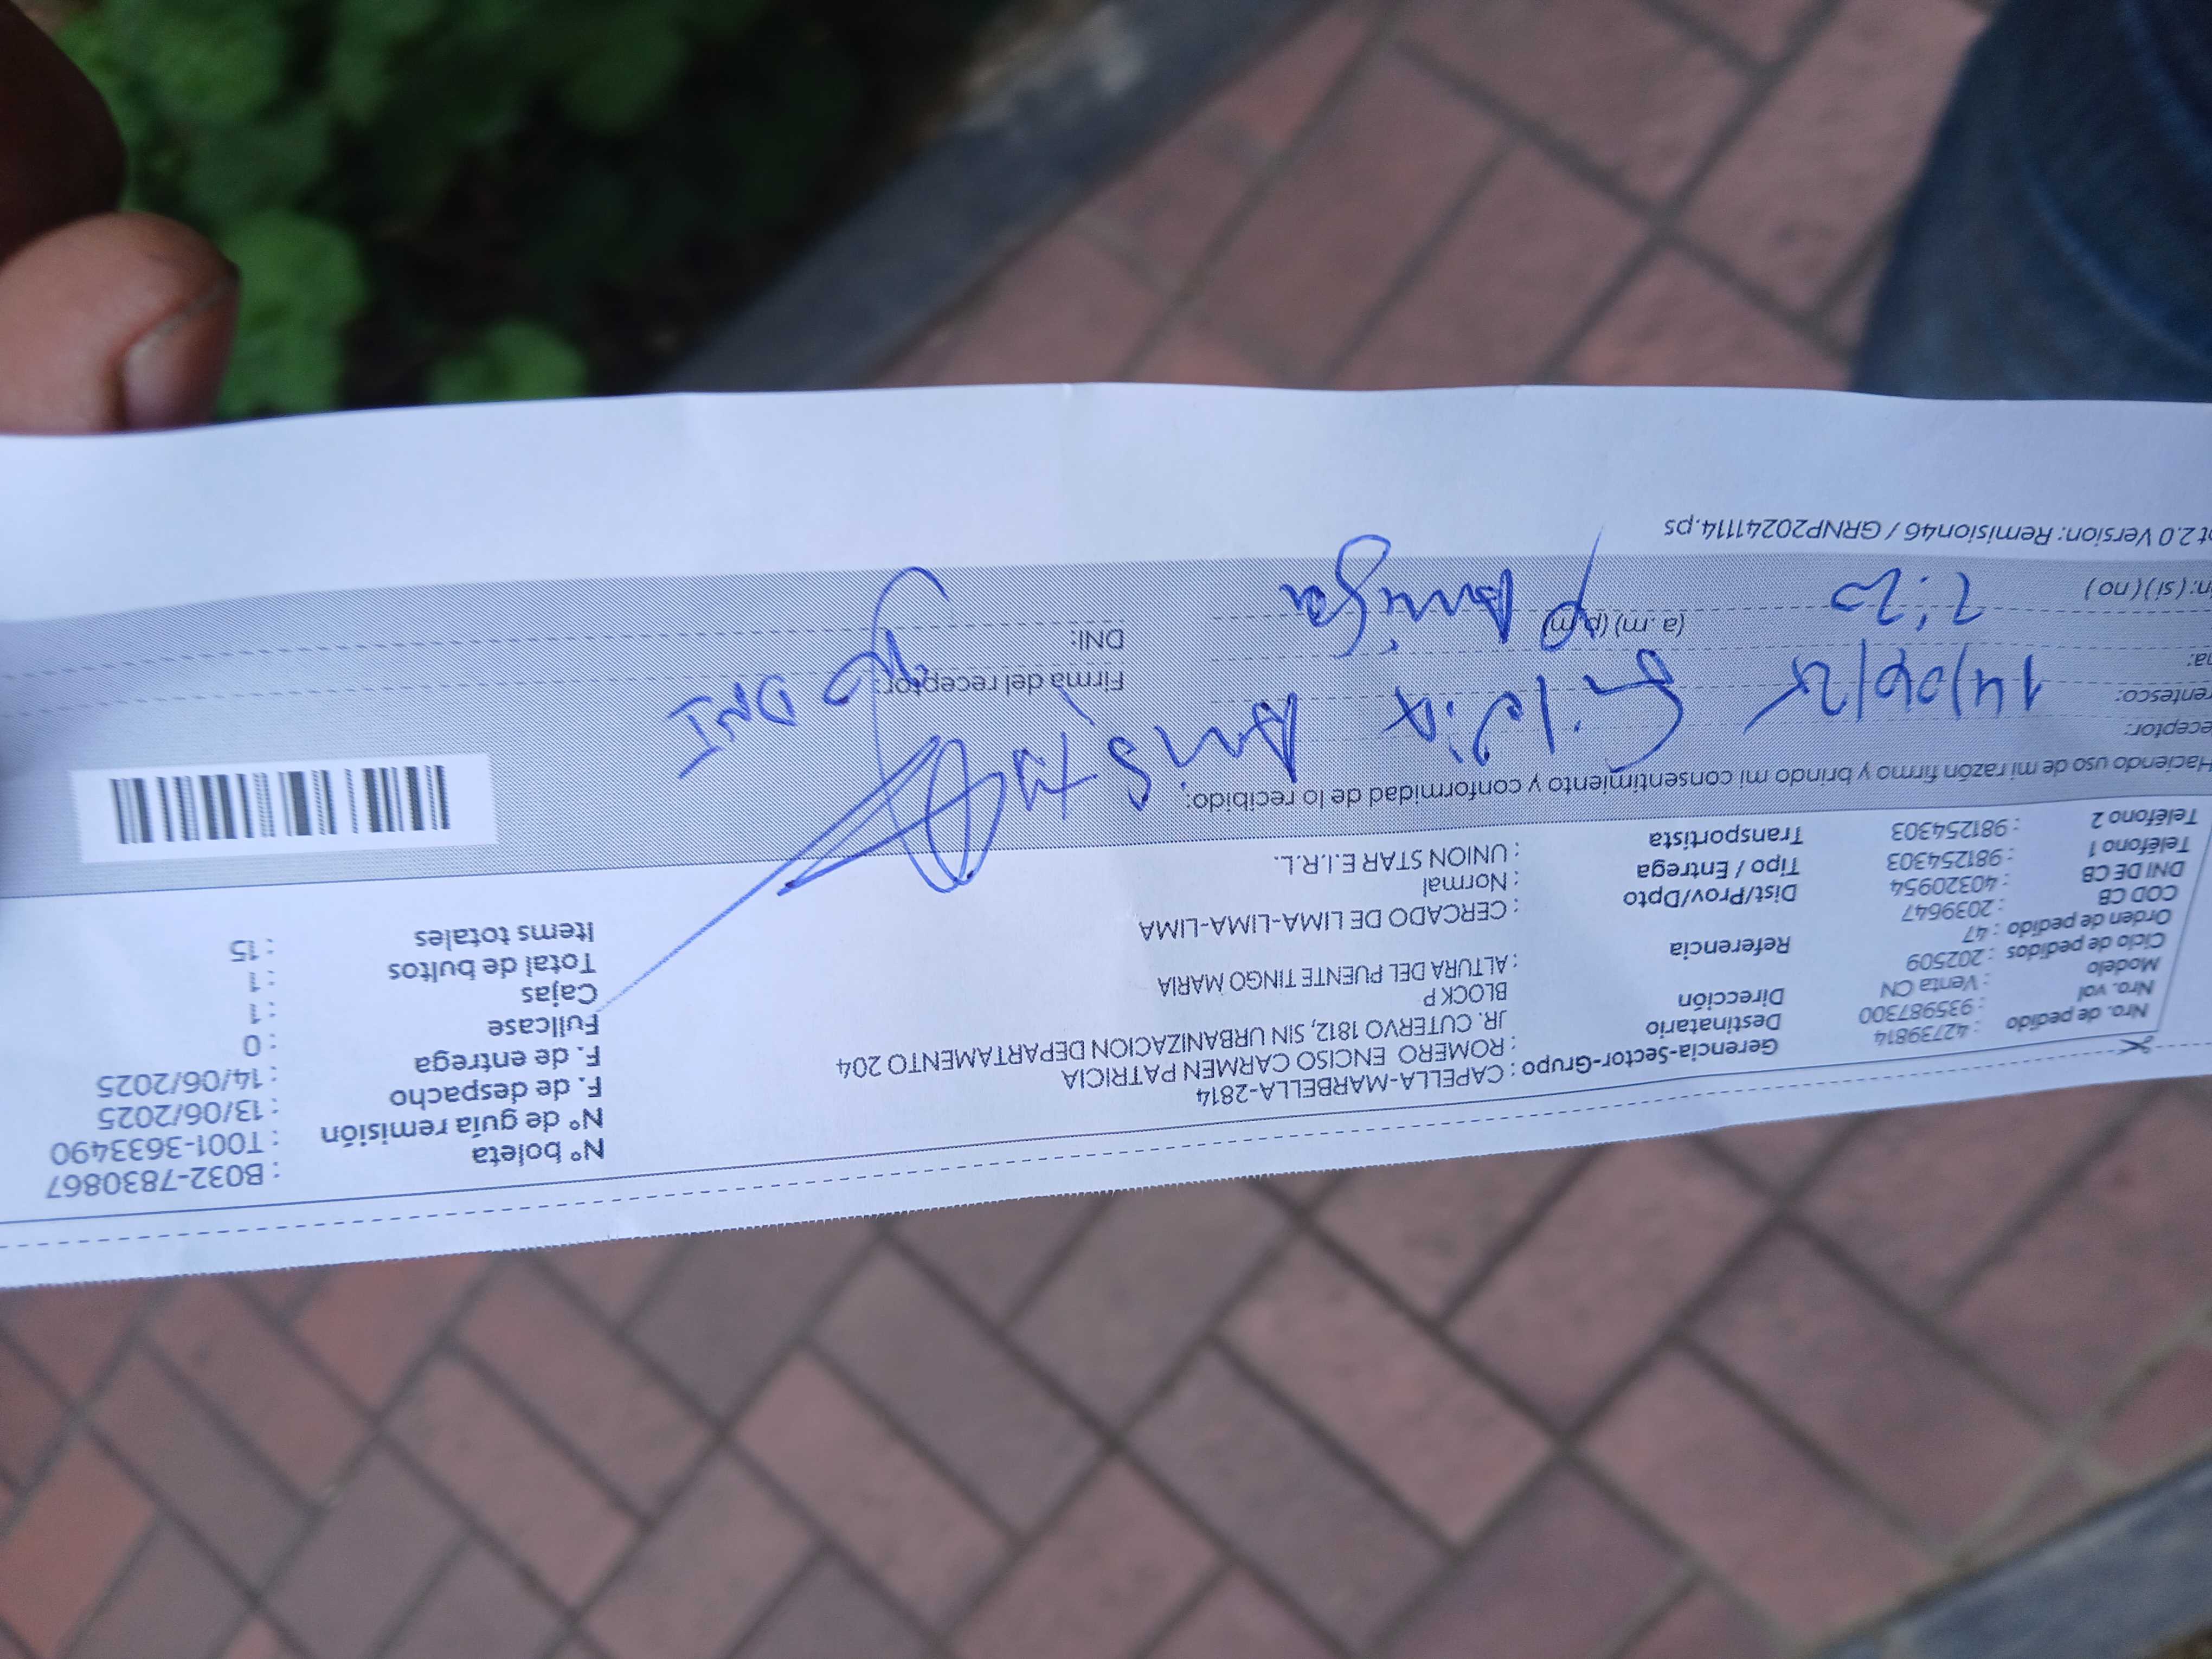 Nro. de pedido : 42739814
Nro. val : 935987300
Modelo : Venta CN
Ciclo de pedidos : 202509
Orden de pedido : 47
COD CB : 2039647
DNI DE CB : 40320954
Teléfono 1 : 981254303
Teléfono 2 : 981254303
Gerencia-Sector-Grupo : CAPELLA-MARBELLA-2814
Destinatario : ROMERO ENCISO CARMEN PATRICIA
Dirección JR. CUTERVO 1812, SIN URBANIZACION DEPARTAMENTO 204
BLOCK P
Referencia : ALTURA DEL PUENTE TINGO MARIA
Dist/Prov/Dpto : CERCADO DE LIMA-LIMA-LIMA
Tipo / Entrega : Normal
Transportista : UNION STAR E.I.R.L.
N° boleta : B032-7830867
N° de guía remisión : T001-3633490
F. de despacho : 13/06/2025
F. de entrega : 14/06/2025
Fullcase : 0
Cajas : 1
Total de bultos : 1
Items totales : 15
Haciendo uso de mi razón firmo y brindo mi consentimiento y conformidad de lo recibido:
eceptor:
rentesco:
14/06/25
Amiga
(a.m) (p.m)
n: (si) (no)
Firma del receptor:
DNI:
DNI
t 2.0 Version: Remision46 / GRNP20241114.ps